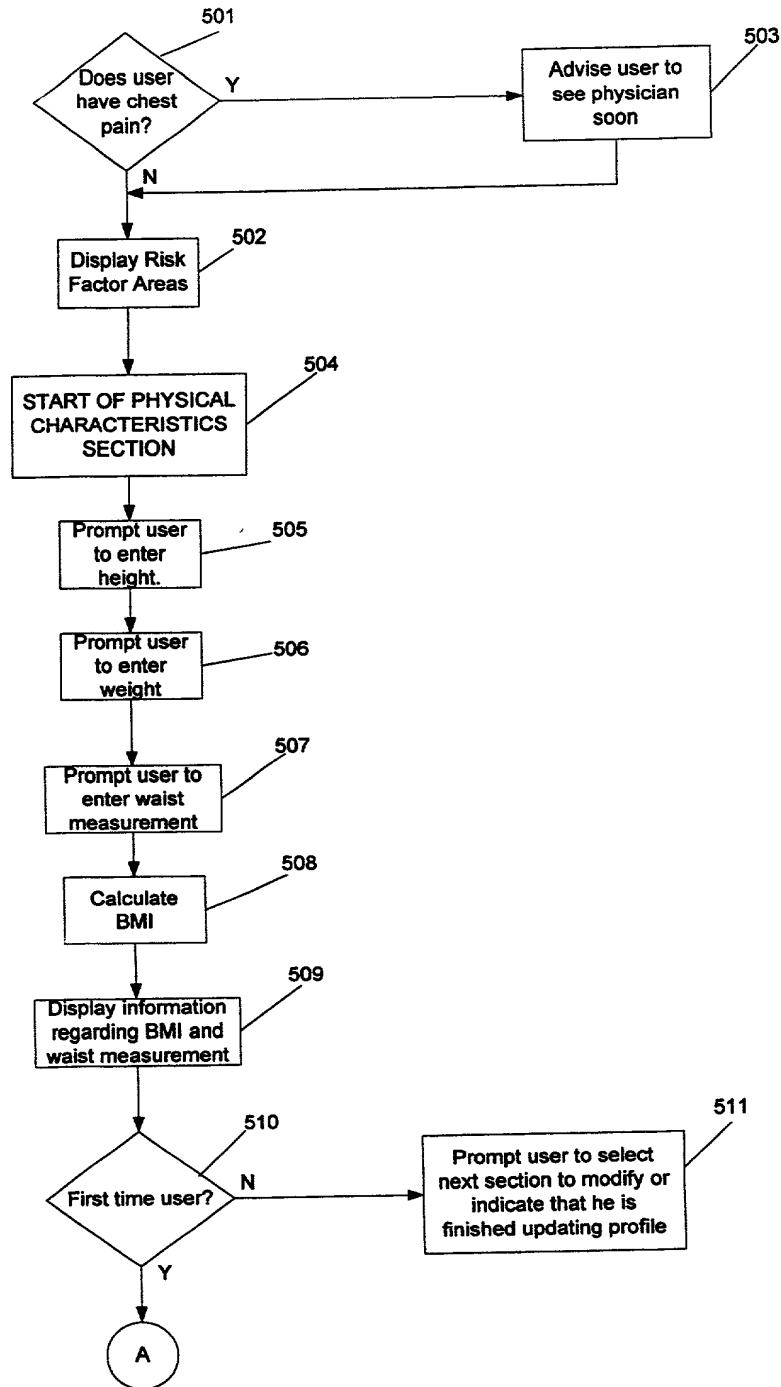 501
Does user
have chest
pain?
Y
N
503
Advise user to
see physician
soon
502
Display Risk
Factor Areas
504
START OF PHYSICAL
CHARACTERISTICS
SECTION
505
Prompt user
to enter
height.
506
Prompt user
to enter
weight
507
Prompt user to
enter waist
measurement
508
Calculate
BMI
509
Display information
regarding BMI and
waist measurement
510
First time user?
N
Y
511
Prompt user to select
next section to modify or
indicate that he is
finished updating profile
A